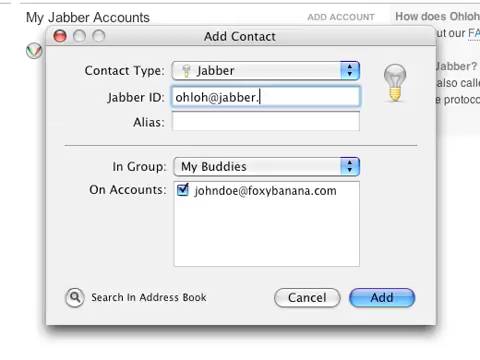 My Jabber Accounts
ADD ACCOUNT
How does Ohloh
Add Contact
out our FA
Contact Type: Jabber
Jabber?
Jabber ID: ohloh@jabber.
also calle
e protoco
Alias:
In Group: My Buddies
On Accounts: johndoe@foxybanana.com
Search In Address Book
Cancel
Add